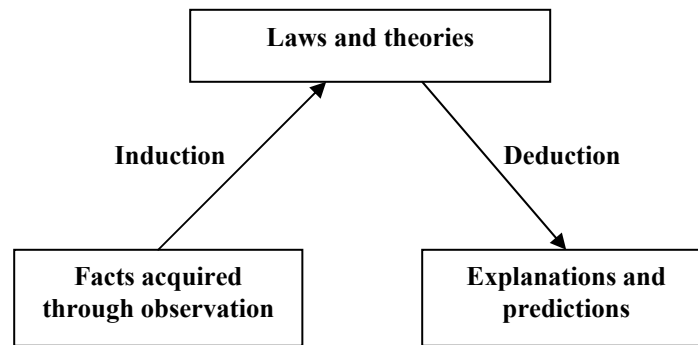 Laws and theories
Induction
Deduction
Facts acquired
through observation
Explanations and
predictions